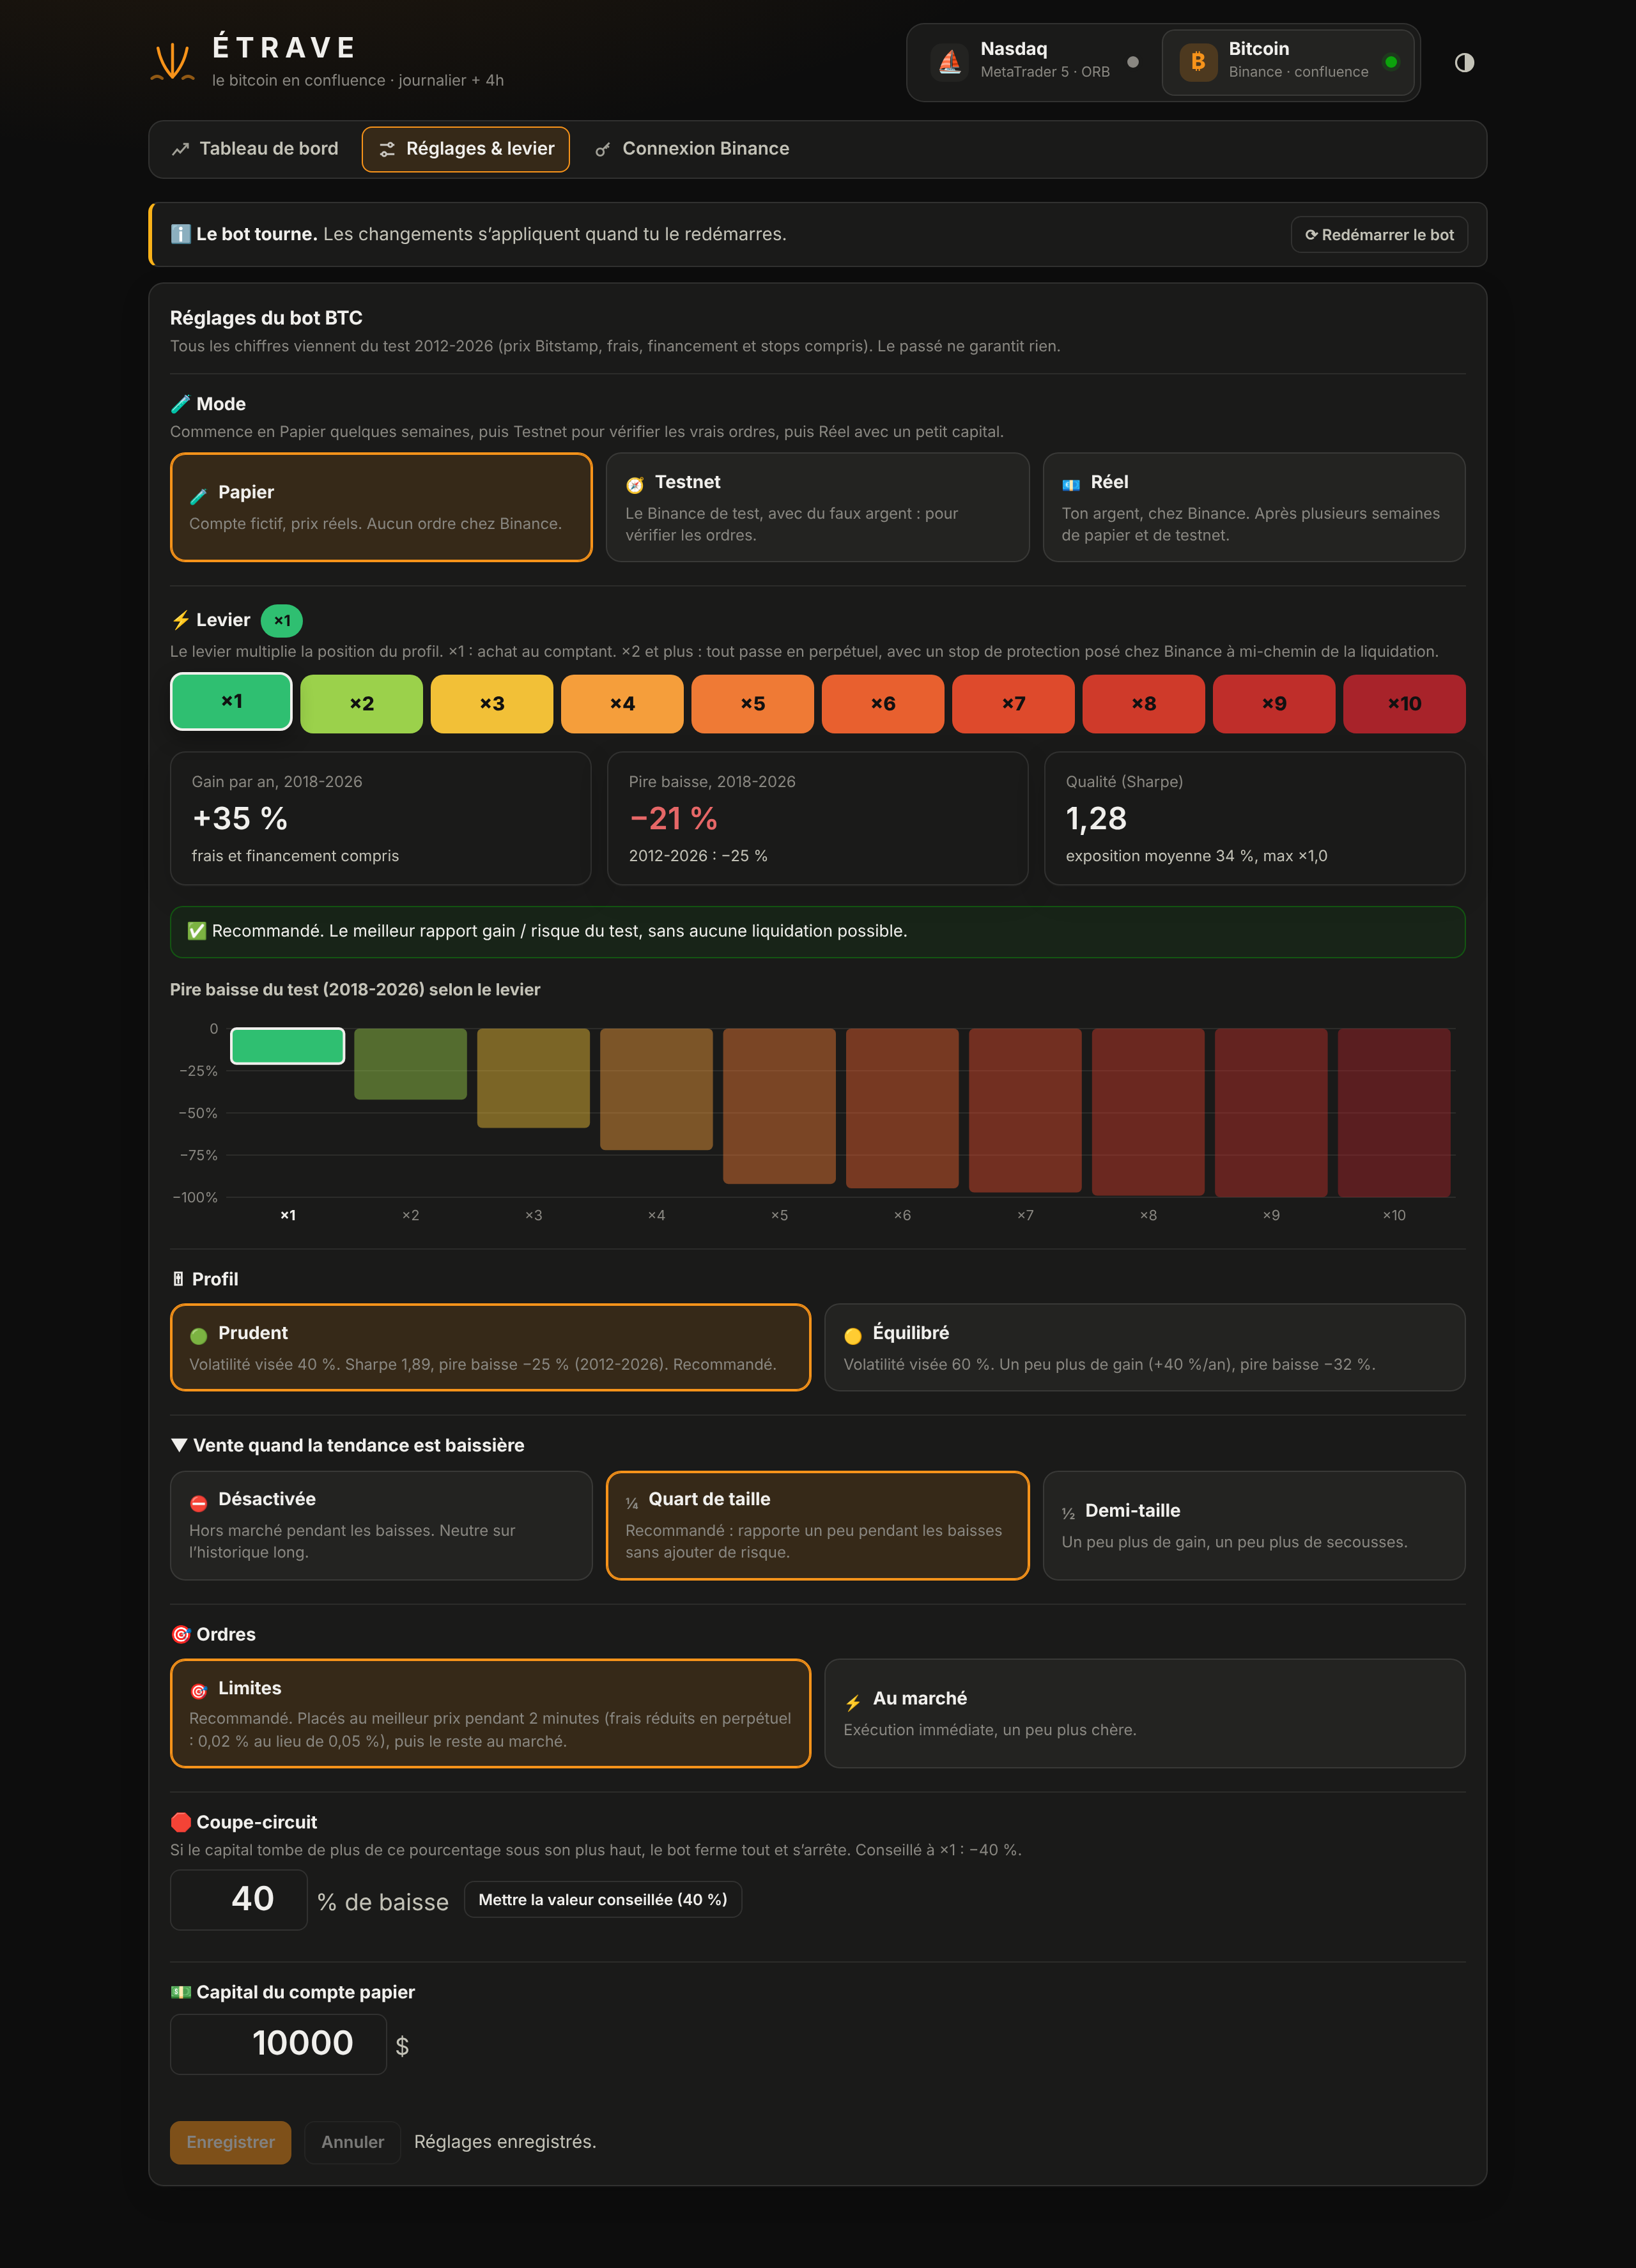 ÉTRAVE
le bitcoin en confluence · journalier + 4h
Nasdaq
MetaTrader 5 · ORB
Bitcoin
Binance · confluence
Tableau de bord
Réglages & levier
Connexion Binance
ℹ️ Le bot tourne. Les changements s’appliquent quand tu le redémarres.
⟳ Redémarrer le bot
Réglages du bot BTC
Tous les chiffres viennent du test 2012-2026 (prix Bitstamp, frais, financement et stops compris). Le passé ne garantit rien.
🧪 Mode
Commence en Papier quelques semaines, puis Testnet pour vérifier les vrais ordres, puis Réel avec un petit capital.
🧪 Papier
Compte fictif, prix réels. Aucun ordre chez Binance.
🧭 Testnet
Le Binance de test, avec du faux argent : pour
vérifier les ordres.
💶 Réel
Ton argent, chez Binance. Après plusieurs semaines
de papier et de testnet.
⚡ Levier ×1
Le levier multiplie la position du profil. ×1 : achat au comptant. ×2 et plus : tout passe en perpétuel, avec un stop de protection posé chez Binance à mi-chemin de la liquidation.
×1 ×2 ×3 ×4 ×5 ×6 ×7 ×8 ×9 ×10
Gain par an, 2018-2026
+35 %
frais et financement compris
Pire baisse, 2018-2026
−21 %
2012-2026 : −25 %
Qualité (Sharpe)
1,28
exposition moyenne 34 %, max ×1,0
✅ Recommandé. Le meilleur rapport gain / risque du test, sans aucune liquidation possible.
Pire baisse du test (2018-2026) selon le levier
0
−25%
−50%
−75%
−100%
×1 ×2 ×3 ×4 ×5 ×6 ×7 ×8 ×9 ×10
🎚 Profil
🟢 Prudent
Volatilité visée 40 %. Sharpe 1,89, pire baisse −25 % (2012-2026). Recommandé.
🟡 Équilibré
Volatilité visée 60 %. Un peu plus de gain (+40 %/an), pire baisse −32 %.
▼ Vente quand la tendance est baissière
⛔ Désactivée
Hors marché pendant les baisses. Neutre sur
l’historique long.
¼ Quart de taille
Recommandé : rapporte un peu pendant les baisses
sans ajouter de risque.
½ Demi-taille
Un peu plus de gain, un peu plus de secousses.
🎯 Ordres
🎯 Limites
Recommandé. Placés au meilleur prix pendant 2 minutes (frais réduits en perpétuel
: 0,02 % au lieu de 0,05 %), puis le reste au marché.
⚡ Au marché
Exécution immédiate, un peu plus chère.
🛑 Coupe-circuit
Si le capital tombe de plus de ce pourcentage sous son plus haut, le bot ferme tout et s’arrête. Conseillé à ×1 : −40 %.
40 % de baisse
Mettre la valeur conseillée (40 %)
💵 Capital du compte papier
10000 $
Enregistrer
Annuler
Réglages enregistrés.